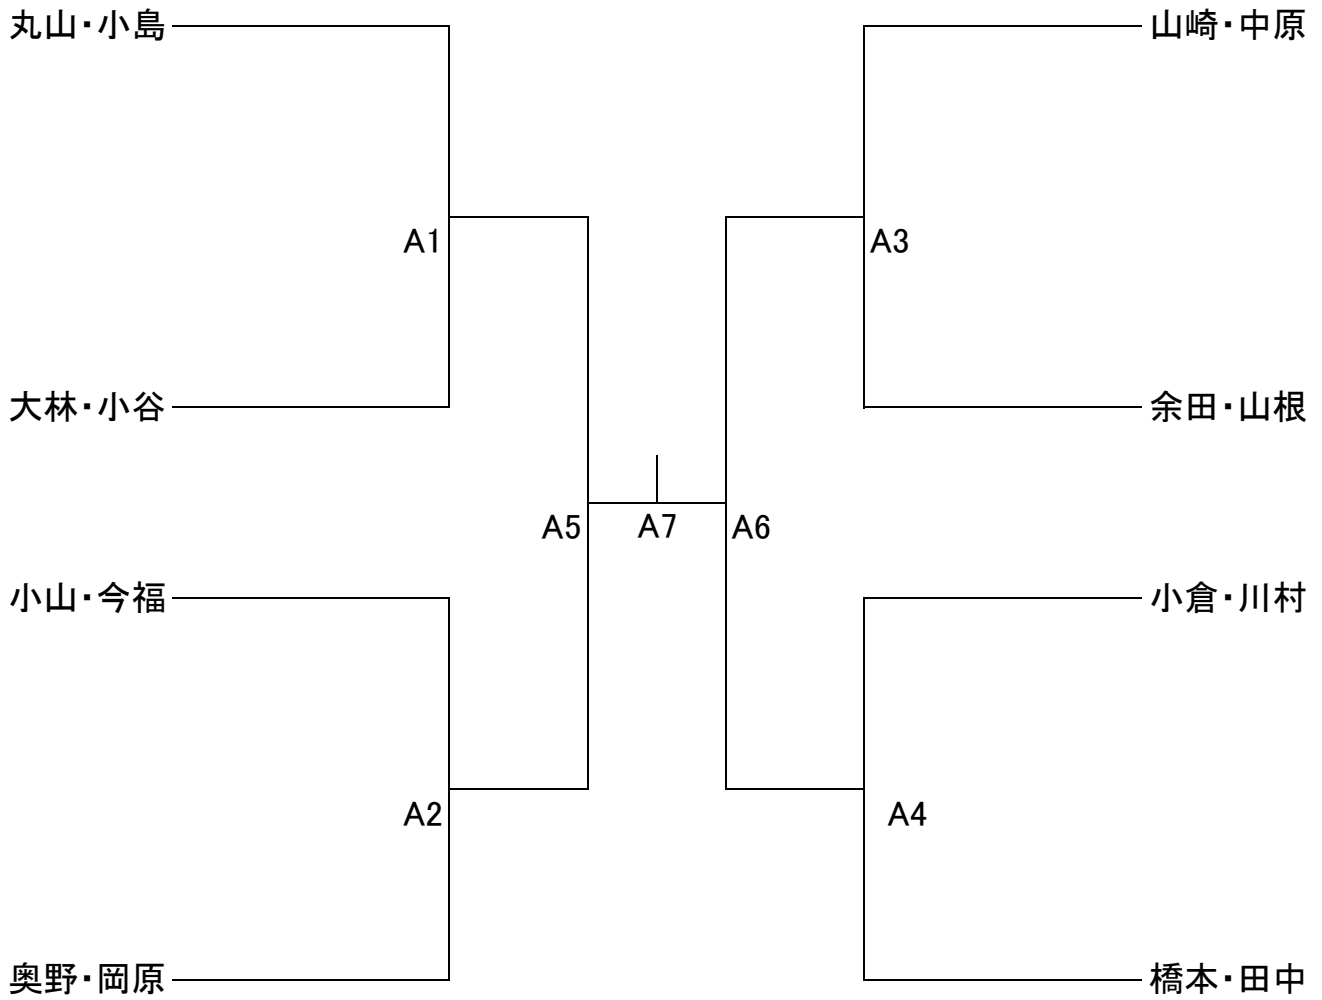 丸山・小島
山崎・中原
A1
A3
大林・小谷
余田・山根
A5
A7
A6
小山・今福
小倉・川村
A2
A4
奥野・岡原
橋本・田中